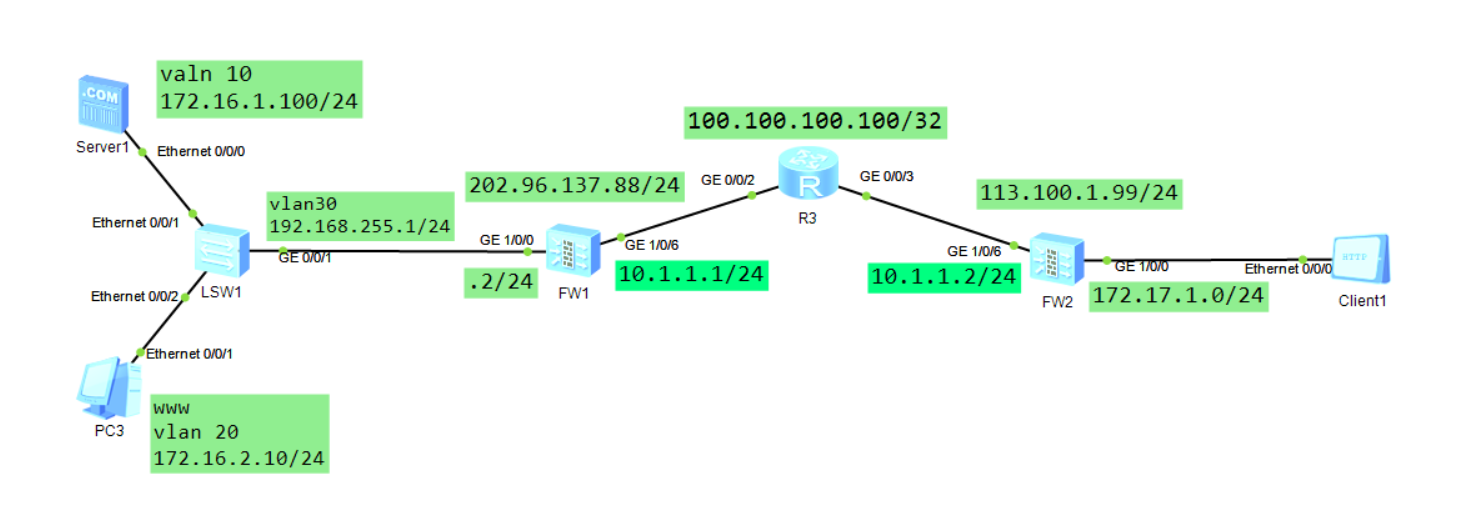 valn 10
172.16.1.100/24
.COM
Server1
Ethernet 0/0/0
Ethernet 0/0/1
vlan30
192.168.255.1/24
GE 0/0/1
LSW1
Ethernet 0/0/2
Ethernet 0/0/1
PC3
www
vlan 20
172.16.2.10/24
202.96.137.88/24
GE 1/0/0
.2/24
FW1
GE 1/0/6
10.1.1.1/24
100.100.100.100/32
GE 0/0/2
R
R3
GE 0/0/3
113.100.1.99/24
GE 1/0/6
10.1.1.2/24
FW2
GE 1/0/0
172.17.1.0/24
Ethernet 0/0/0
HTTP
Client1